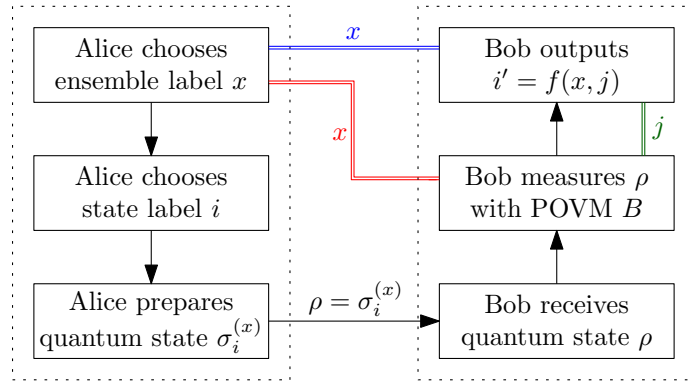 Alice chooses
ensemble label x
x
Bob outputs
i′ = f(x, j)
x
j
Alice chooses
state label i
Bob measures ρ
with POVM B
Alice prepares
quantum state σ_i^{(x)}
ρ = σ_i^{(x)}
Bob receives
quantum state ρ